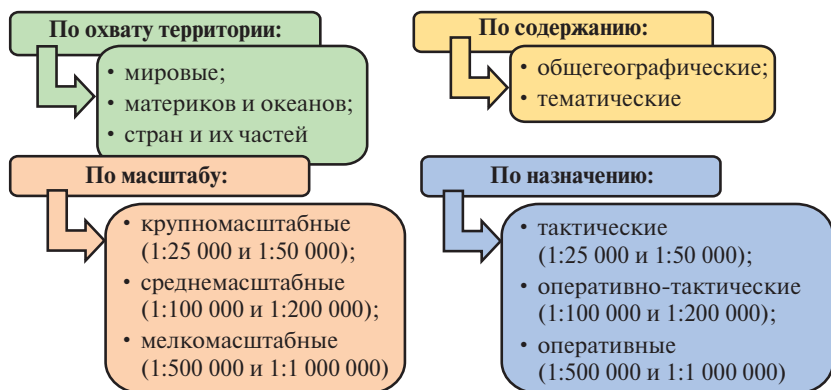 По охвату территории:
• мировые;
• материков и океанов;
• стран и их частей
По содержанию:
• общегеографические;
• тематические
По масштабу:
• крупномасштабные
(1:25 000 и 1:50 000);
• среднемасштабные
(1:100 000 и 1:200 000);
• мелкомасштабные
(1:500 000 и 1:1 000 000)
По назначению:
• тактические
(1:25 000 и 1:50 000);
• оперативно-тактические
(1:100 000 и 1:200 000);
• оперативные
(1:500 000 и 1:1 000 000)